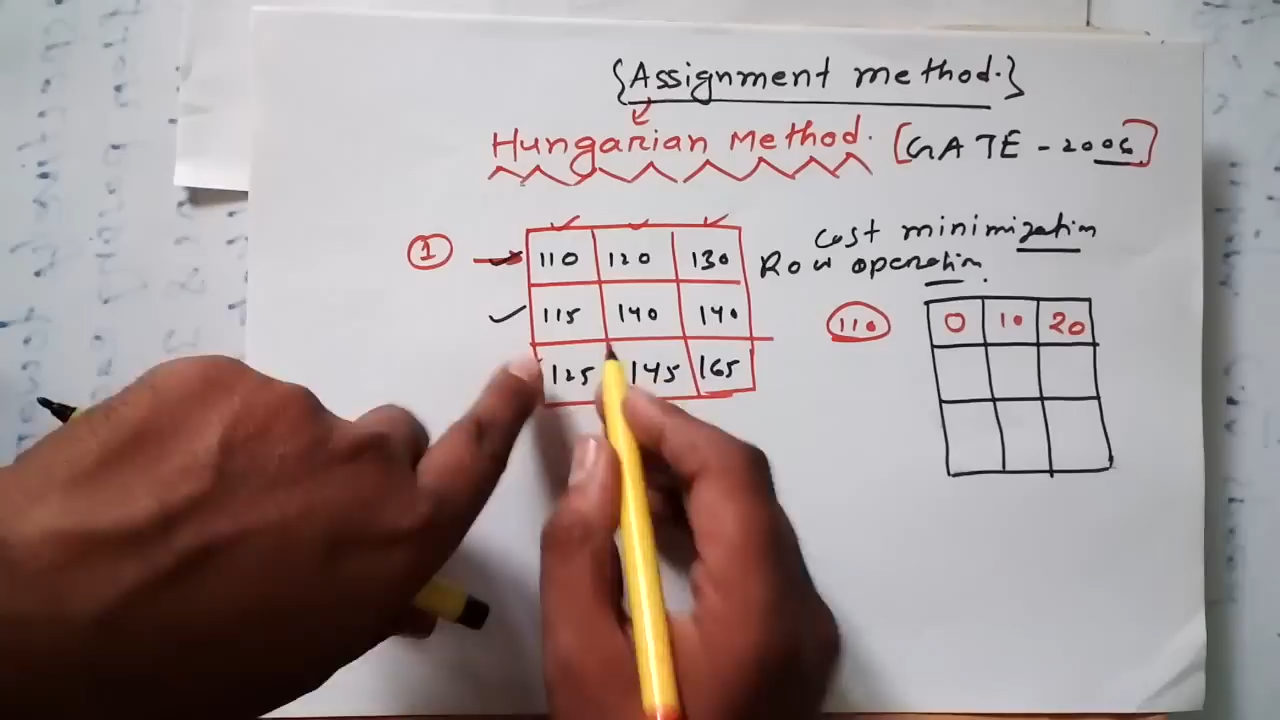 {Assignment method.}
Hungarian Method. [GATE - 2006]
cost minimization
Row operation.
1
110 120 130
115 140 140
125 145 165
110
0 10 20